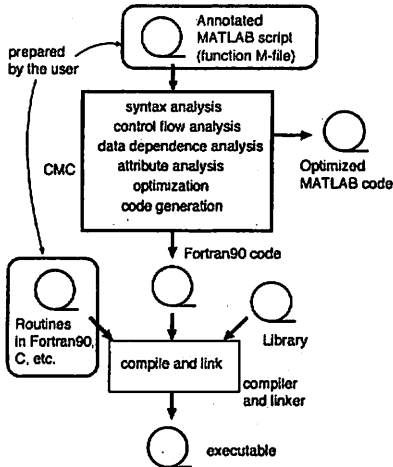 Annotated
MATLAB script
(function M-file)
prepared
by the user
syntax analysis
control flow analysis
data dependence analysis
attribute analysis
optimization
code generation
CMC
Optimized
MATLAB code
Fortran90 code
Routines
in Fortran90,
C, etc.
Library
compile and link
compiler
and linker
executable